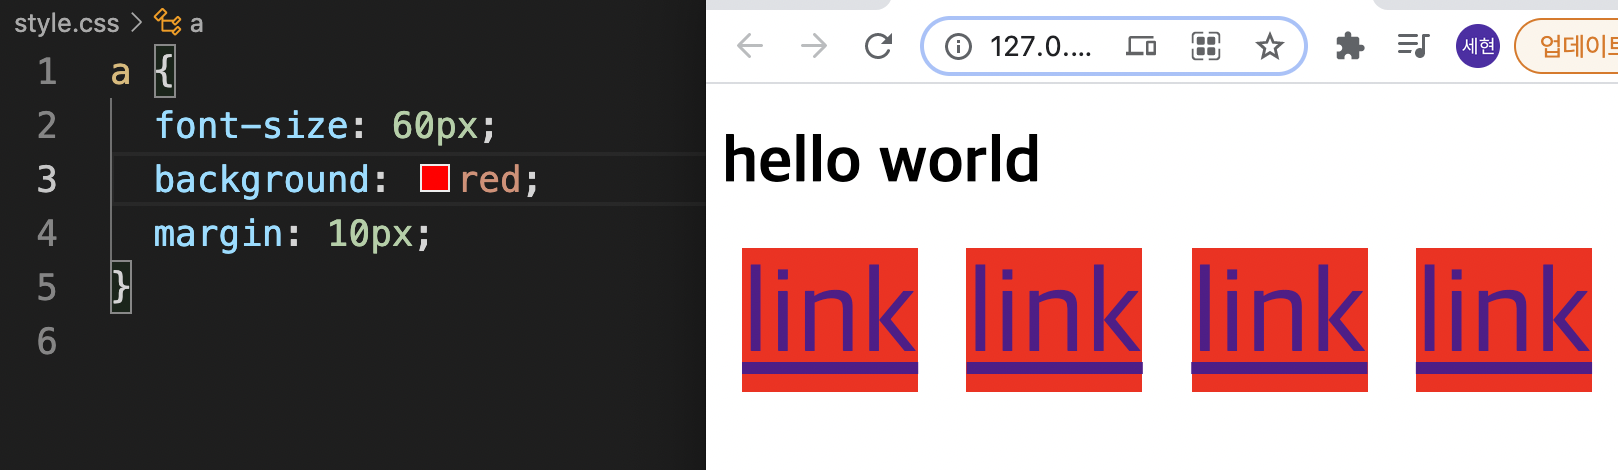 style.css > a
1 a {
2 font-size: 60px;
3 background: red;
4 margin: 10px;
5 }
6
127.0....
세현
업데이트
hello world
link link link link